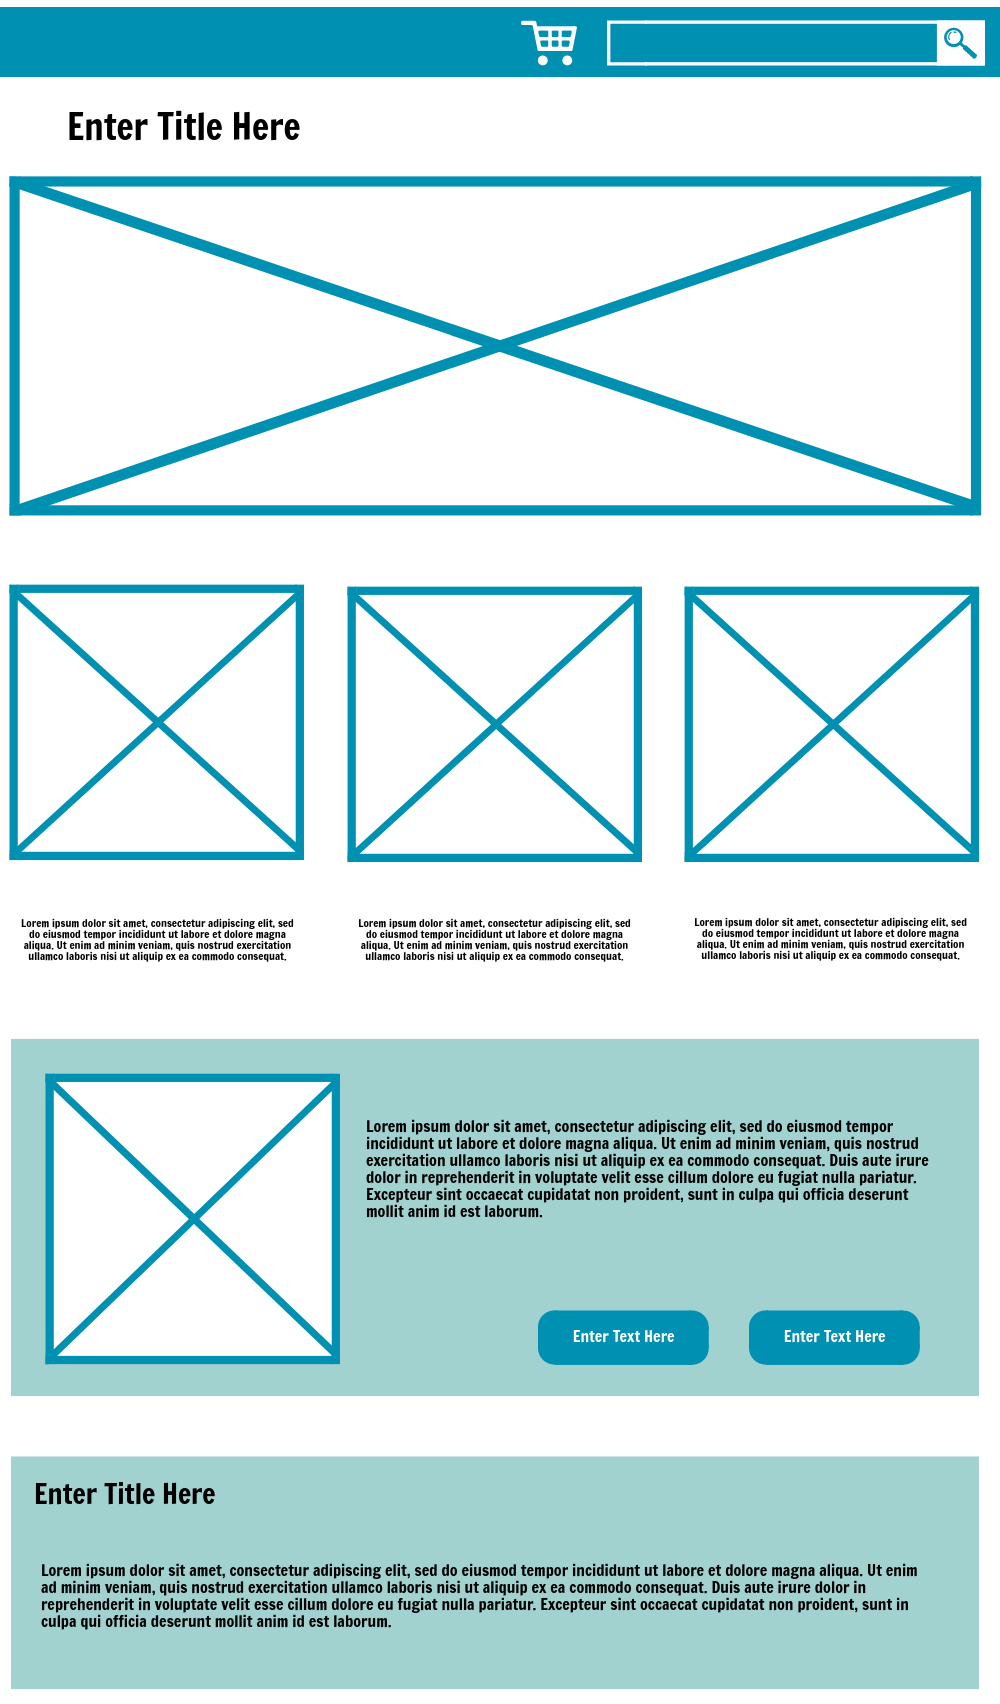 Enter Title Here
Lorem ipsum dolor sit amet, consectetur adipiscing elit, sed
do eiusmod tempor incididunt ut labore et dolore magna
aliqua. Ut enim ad minim veniam, quis nostrud exercitation
ullamco laboris nisi ut aliquip ex ea commodo consequat.
Lorem ipsum dolor sit amet, consectetur adipiscing elit, sed
do eiusmod tempor incididunt ut labore et dolore magna
aliqua. Ut enim ad minim veniam, quis nostrud exercitation
ullamco laboris nisi ut aliquip ex ea commodo consequat.
Lorem ipsum dolor sit amet, consectetur adipiscing elit, sed
do eiusmod tempor incididunt ut labore et dolore magna
aliqua. Ut enim ad minim veniam, quis nostrud exercitation
ullamco laboris nisi ut aliquip ex ea commodo consequat.
Lorem ipsum dolor sit amet, consectetur adipiscing elit, sed do eiusmod tempor
incididunt ut labore et dolore magna aliqua. Ut enim ad minim veniam, quis nostrud
exercitation ullamco laboris nisi ut aliquip ex ea commodo consequat. Duis aute irure
dolor in reprehenderit in voluptate velit esse cillum dolore eu fugiat nulla pariatur.
Excepteur sint occaecat cupidatat non proident, sunt in culpa qui officia deserunt
mollit anim id est laborum.
Enter Text Here
Enter Text Here
Enter Title Here
Lorem ipsum dolor sit amet, consectetur adipiscing elit, sed do eiusmod tempor incididunt ut labore et dolore magna aliqua. Ut enim
ad minim veniam, quis nostrud exercitation ullamco laboris nisi ut aliquip ex ea commodo consequat. Duis aute irure dolor in
reprehenderit in voluptate velit esse cillum dolore eu fugiat nulla pariatur. Excepteur sint occaecat cupidatat non proident, sunt in
culpa qui officia deserunt mollit anim id est laborum.